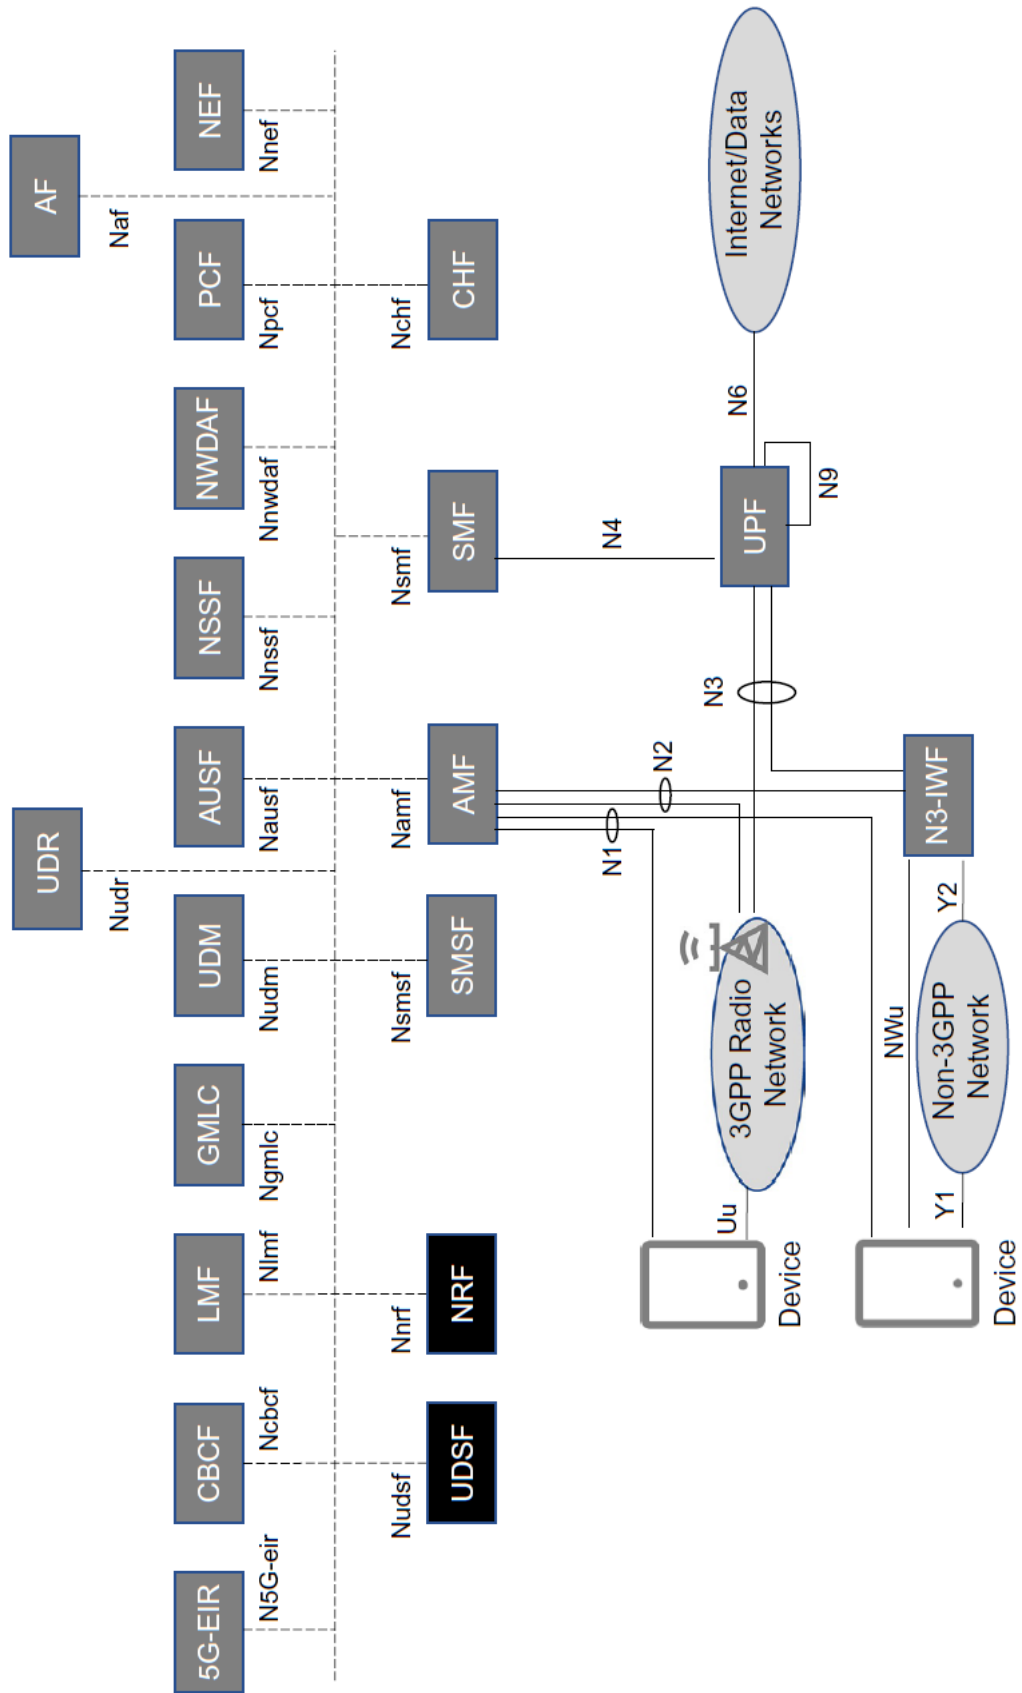 UDR
AF
5G-EIR
CBCF
LMF
GMLC
UDM
AUSF
NSSF
NWDAF
PCF
NEF
N5G-eir
Ncbcf
Nlmf
Ngmlc
Nudm
Nudr
Nausf
Nnssf
Nnwdaf
Npcf
Naf
Nnef
Nudsf
Nnrf
Nsmsf
Namf
Nsmf
Nchf
UDSF
NRF
SMSF
AMF
SMF
CHF
N1
N2
N4
N3
Uu
3GPP Radio
Network
UPF
N6
N9
Internet/Data
Networks
Device
NWu
Y1
Non-3GPP
Network
Y2
N3-IWF
Device